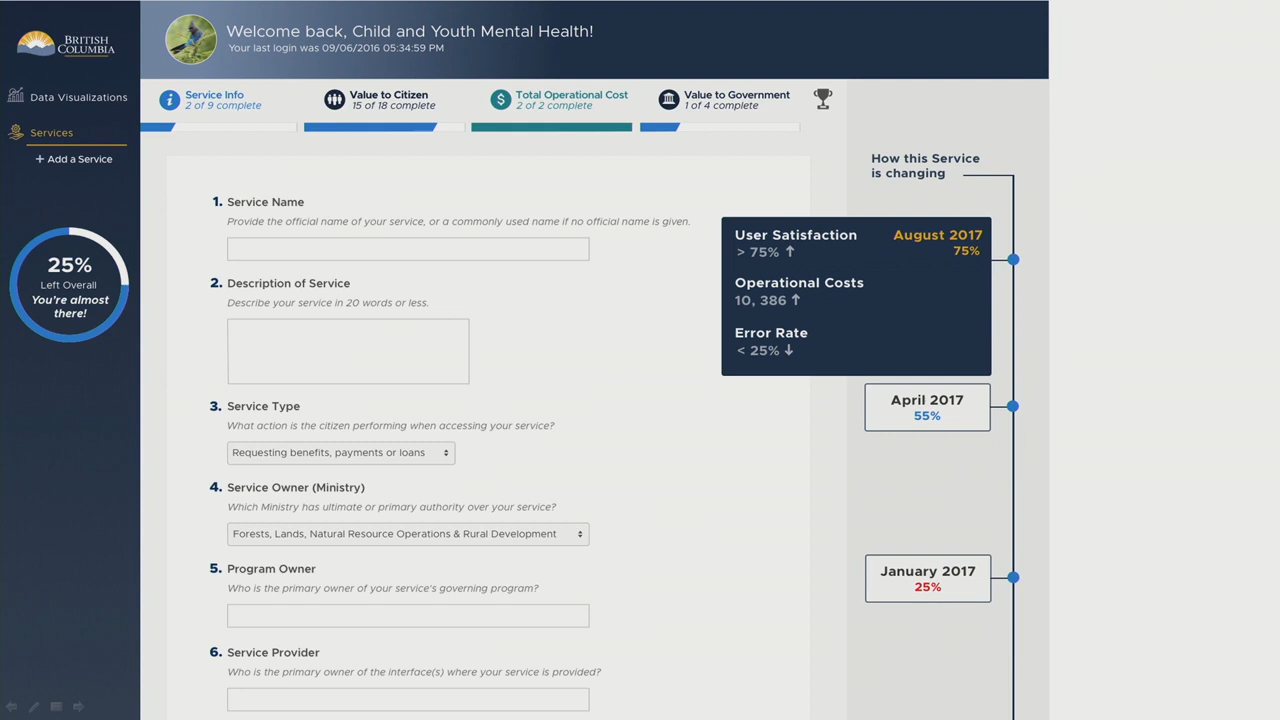 BRITISH
COLUMBIA
Data Visualizations
Services
+ Add a Service
25%
Left Overall
You're almost
there!
Welcome back, Child and Youth Mental Health!
Your last login was 09/06/2016 05:34:59 PM
Service Info
2 of 9 complete
Value to Citizen
15 of 18 complete
$
Total Operational Cost
2 of 2 complete
Value to Government
1 of 4 complete
1. Service Name
Provide the official name of your service, or a commonly used name if no official name is given.
2. Description of Service
Describe your service in 20 words or less.
3. Service Type
What action is the citizen performing when accessing your service?
Requesting benefits, payments or loans
4. Service Owner (Ministry)
Which Ministry has ultimate or primary authority over your service?
Forests, Lands, Natural Resource Operations & Rural Development
5. Program Owner
Who is the primary owner of your service's governing program?
6. Service Provider
Who is the primary owner of the interface(s) where your service is provided?
How this Service
is changing
User Satisfaction
> 75% ↑
August 2017
75%
Operational Costs
10, 386 ↑
Error Rate
< 25% ↓
April 2017
55%
January 2017
25%